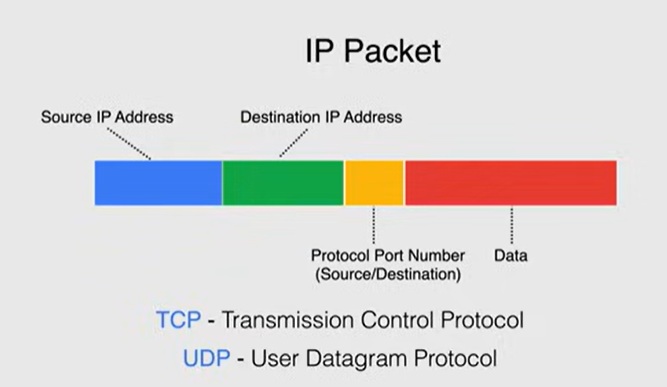 IP Packet
Source IP Address
Destination IP Address
Protocol Port Number
(Source/Destination)
Data
TCP - Transmission Control Protocol
UDP - User Datagram Protocol